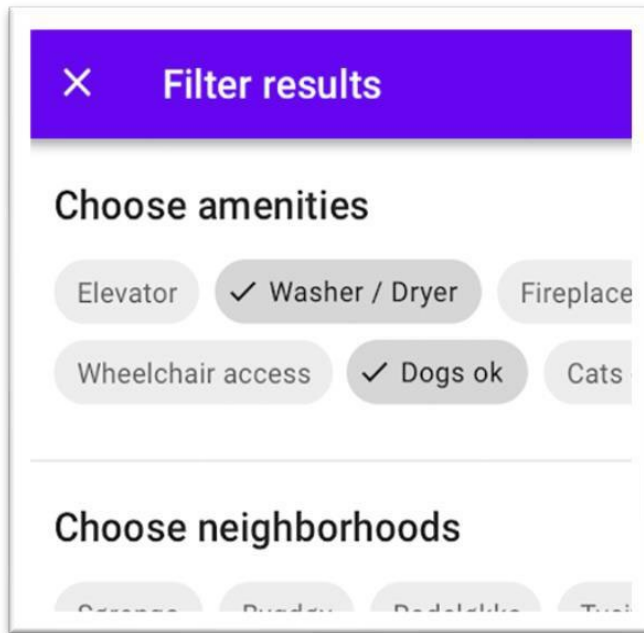 Filter results
Choose amenities
Elevator Washer / Dryer Fireplace
Wheelchair access Dogs ok Cats
Choose neighborhoods